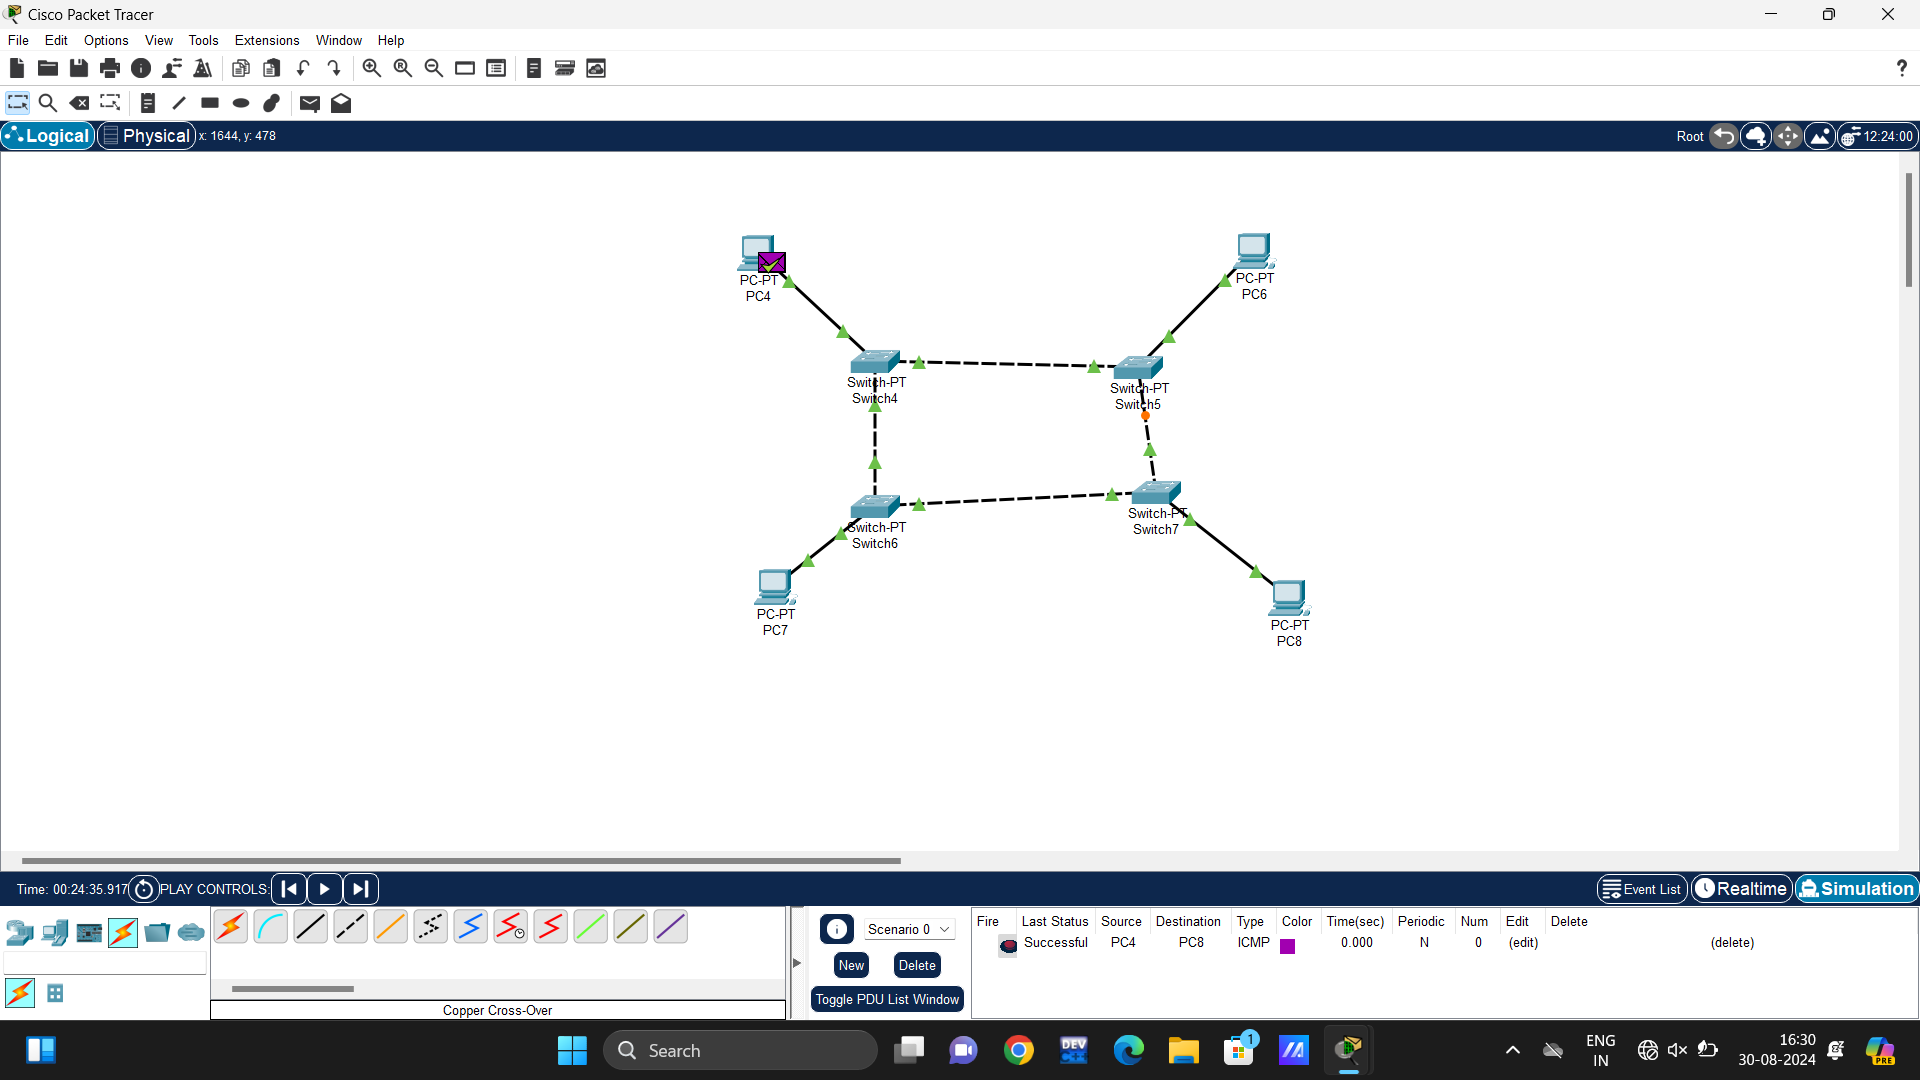 Cisco Packet Tracer
File Edit Options View Tools Extensions Window Help
?
Logical Physical x: 1644, y: 478 Root 12:24:00
PC-PT
PC4
PC-PT
PC6
Switch-PT
Switch4
Switch-PT
Switch5
Switch-PT
Switch6
Switch-PT
Switch7
PC-PT
PC7
PC-PT
PC8
Time: 00:24:35.917 PLAY CONTROLS: Event List Realtime Simulation
Scenario 0
New Delete
Toggle PDU List Window
Fire Last Status Source Destination Type Color Time(sec) Periodic Num Edit Delete
Successful PC4 PC8 ICMP 0.000 N 0 (edit) (delete)
Copper Cross-Over
Search
DEV
C++
1
ENG
IN
16:30
30-08-2024
PRE